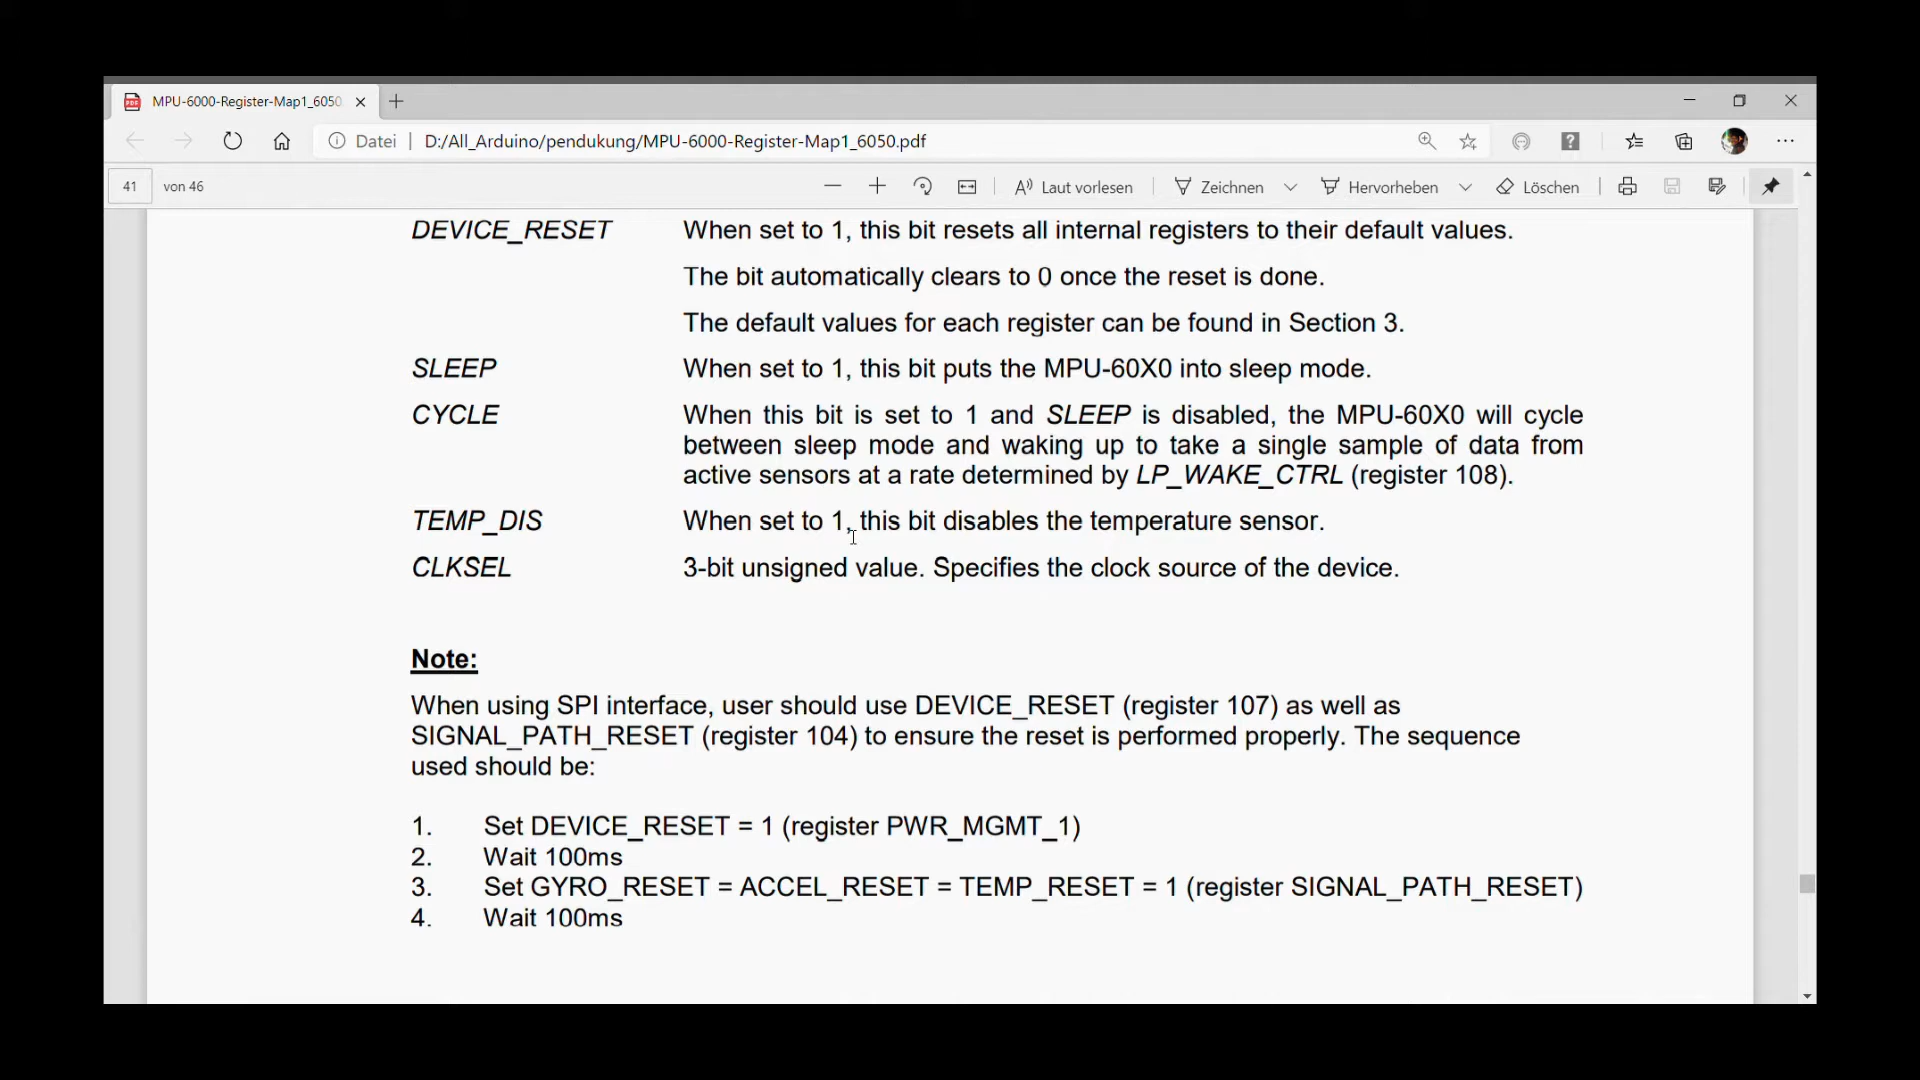 MPU-6000-Register-Map1_6050
Datei
D:/All_Arduino/pendukung/MPU-6000-Register-Map1_6050.pdf
41 von 46
Laut vorlesen
Zeichnen
Hervorheben
Löschen
DEVICE_RESET When set to 1, this bit resets all internal registers to their default values.
The bit automatically clears to 0 once the reset is done.
The default values for each register can be found in Section 3.
SLEEP When set to 1, this bit puts the MPU-60X0 into sleep mode.
CYCLE When this bit is set to 1 and SLEEP is disabled, the MPU-60X0 will cycle
between sleep mode and waking up to take a single sample of data from
active sensors at a rate determined by LP_WAKE_CTRL (register 108).
TEMP_DIS When set to 1, this bit disables the temperature sensor.
CLKSEL 3-bit unsigned value. Specifies the clock source of the device.
Note:
When using SPI interface, user should use DEVICE_RESET (register 107) as well as
SIGNAL_PATH_RESET (register 104) to ensure the reset is performed properly. The sequence
used should be:
1. Set DEVICE_RESET = 1 (register PWR_MGMT_1)
2. Wait 100ms
3. Set GYRO_RESET = ACCEL_RESET = TEMP_RESET = 1 (register SIGNAL_PATH_RESET)
4. Wait 100ms